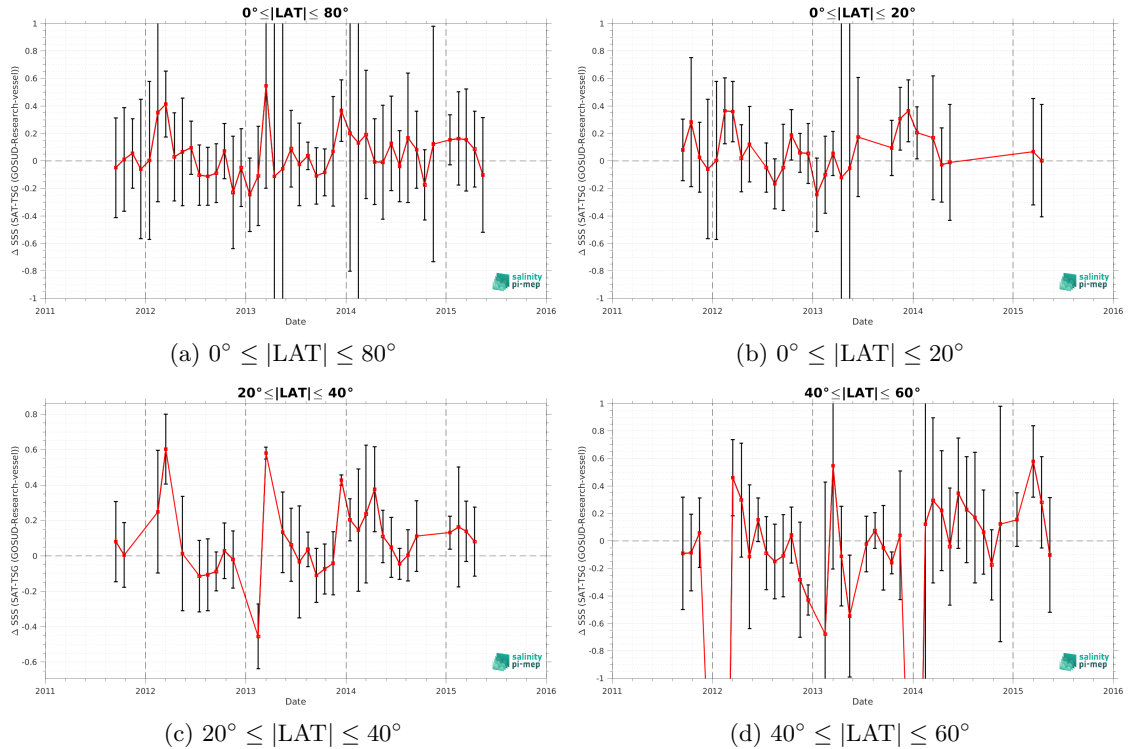 0°≤|LAT|≤ 80°
1
0.8
0.6
0.4
0.2
0
-0.2
-0.4
-0.6
-0.8
-1
Δ SSS (SAT-TSG (GOSUD-Research-vessel))
2011
2012
2013
2014
2015
2016
Date
salinity
pi-mep
(a) 0° ≤ |LAT| ≤ 80°
0°≤|LAT|≤ 20°
1
0.8
0.6
0.4
0.2
0
-0.2
-0.4
-0.6
-0.8
-1
Δ SSS (SAT-TSG (GOSUD-Research-vessel))
2011
2012
2013
2014
2015
2016
Date
salinity
pi-mep
(b) 0° ≤ |LAT| ≤ 20°
20°≤|LAT|≤ 40°
0.8
0.6
0.4
0.2
0
-0.2
-0.4
-0.6
Δ SSS (SAT-TSG (GOSUD-Research-vessel))
2011
2012
2013
2014
2015
2016
Date
salinity
pi-mep
(c) 20° ≤ |LAT| ≤ 40°
40°≤|LAT|≤ 60°
1
0.8
0.6
0.4
0.2
0
-0.2
-0.4
-0.6
-0.8
-1
Δ SSS (SAT-TSG (GOSUD-Research-vessel))
2011
2012
2013
2014
2015
2016
Date
salinity
pi-mep
(d) 40° ≤ |LAT| ≤ 60°